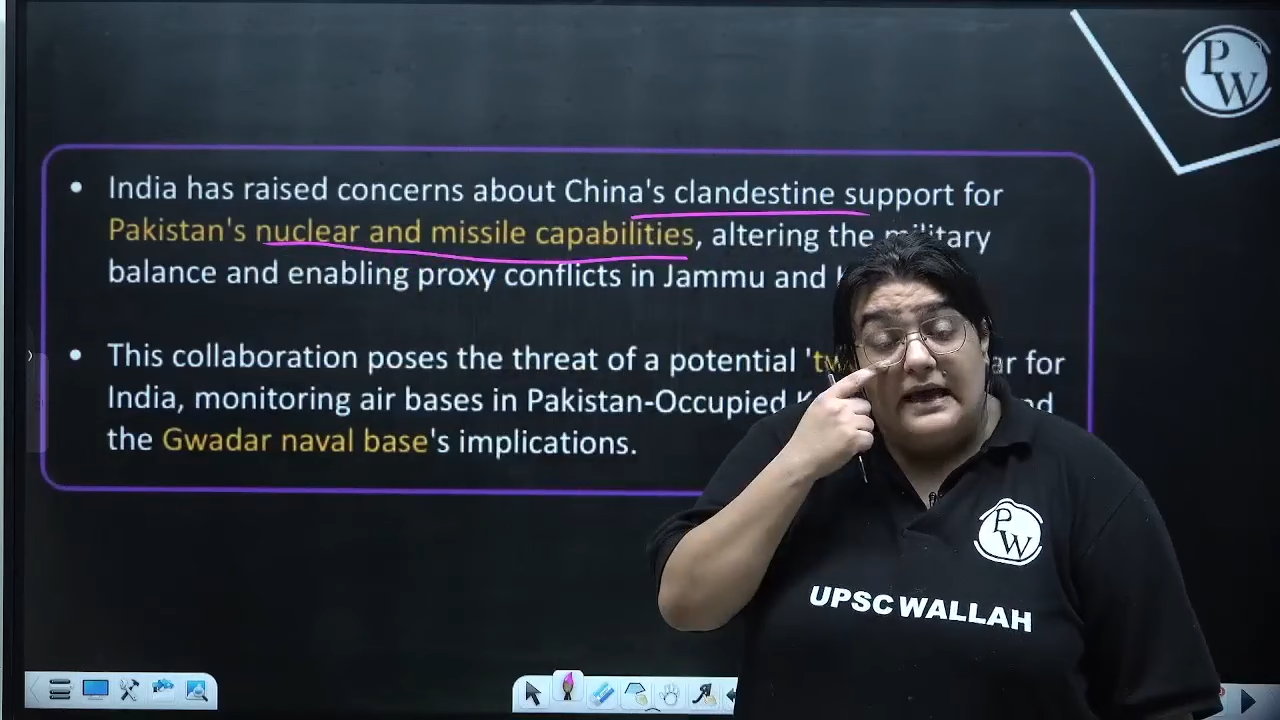 PW
• India has raised concerns about China's clandestine support for
Pakistan's nuclear and missile capabilities, altering the military
balance and enabling proxy conflicts in Jammu and
• This collaboration poses the threat of a potential ' for
India, monitoring air bases in Pakistan-Occupied
the Gwadar naval base's implications.
PW
UPSC WALLAH